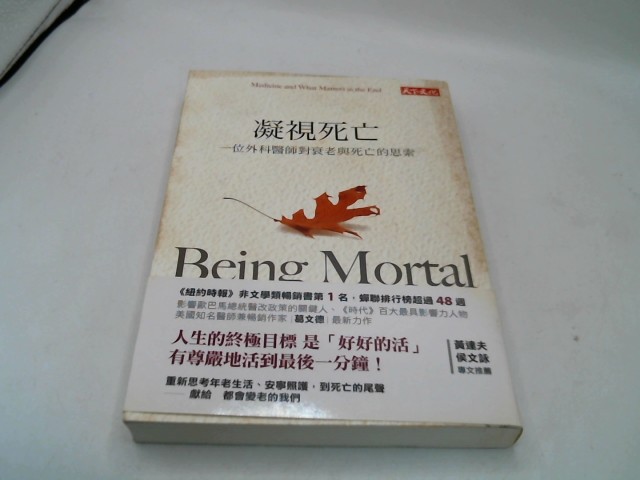 Medicine and What Matters in the End
天下文化
凝視死亡
一位外科醫師對衰老與死亡的思索
Being Mortal
《紐約時報》非文學類暢銷書第1名，蟬聯排行榜超過48週
影響歐巴馬總統醫改政策的關鍵人、《時代》百大最具影響力人物
美國知名醫師兼暢銷作家|葛文德|最新力作
人生的終極目標 是「好好的活」
有尊嚴地活到最後一分鐘！
黃達夫
侯文詠
專文推薦
重新思考年老生活、安寧照護，到死亡的尾聲
——獻給 都會變老的我們